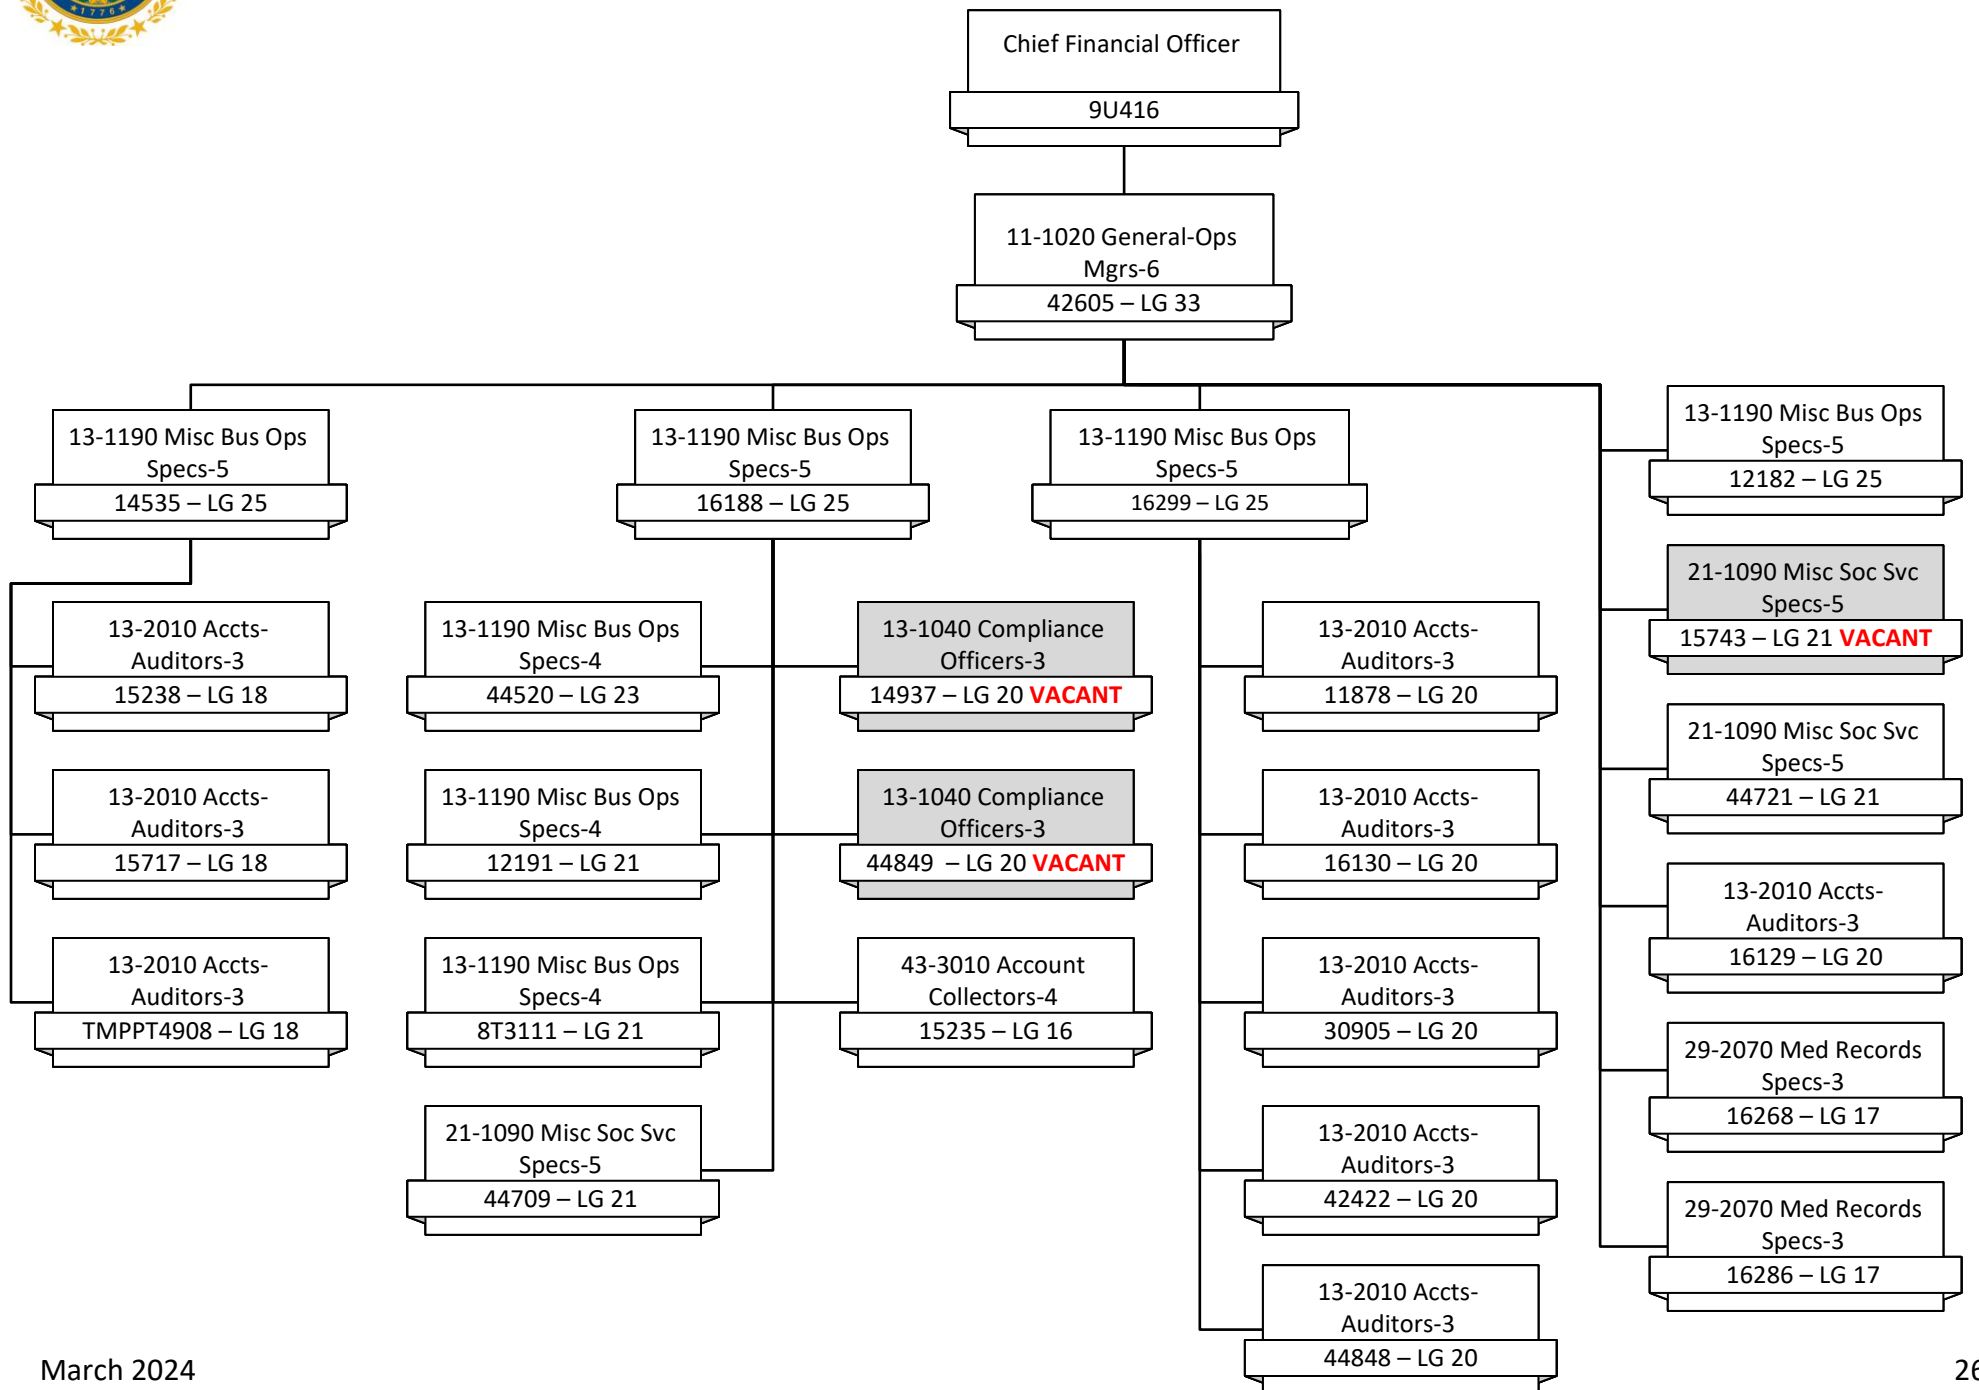 ★1776★
Chief Financial Officer
9U416
11-1020 General-Ops
Mgrs-6
42605 – LG 33
13-1190 Misc Bus Ops
Specs-5
14535 – LG 25
13-2010 Accts-
Auditors-3
15238 – LG 18
13-2010 Accts-
Auditors-3
15717 – LG 18
13-2010 Accts-
Auditors-3
TMPPT4908 – LG 18
13-1190 Misc Bus Ops
Specs-5
16188 – LG 25
13-1190 Misc Bus Ops
Specs-4
44520 – LG 23
13-1190 Misc Bus Ops
Specs-4
12191 – LG 21
13-1190 Misc Bus Ops
Specs-4
8T3111 – LG 21
21-1090 Misc Soc Svc
Specs-5
44709 – LG 21
13-1040 Compliance
Officers-3
14937 – LG 20 VACANT
13-1040 Compliance
Officers-3
44849 – LG 20 VACANT
43-3010 Account
Collectors-4
15235 – LG 16
13-1190 Misc Bus Ops
Specs-5
16299 – LG 25
13-2010 Accts-
Auditors-3
11878 – LG 20
13-2010 Accts-
Auditors-3
16130 – LG 20
13-2010 Accts-
Auditors-3
30905 – LG 20
13-2010 Accts-
Auditors-3
42422 – LG 20
13-2010 Accts-
Auditors-3
44848 – LG 20
13-1190 Misc Bus Ops
Specs-5
12182 – LG 25
21-1090 Misc Soc Svc
Specs-5
15743 – LG 21 VACANT
21-1090 Misc Soc Svc
Specs-5
44721 – LG 21
13-2010 Accts-
Auditors-3
16129 – LG 20
29-2070 Med Records
Specs-3
16268 – LG 17
29-2070 Med Records
Specs-3
16286 – LG 17
March 2024
26